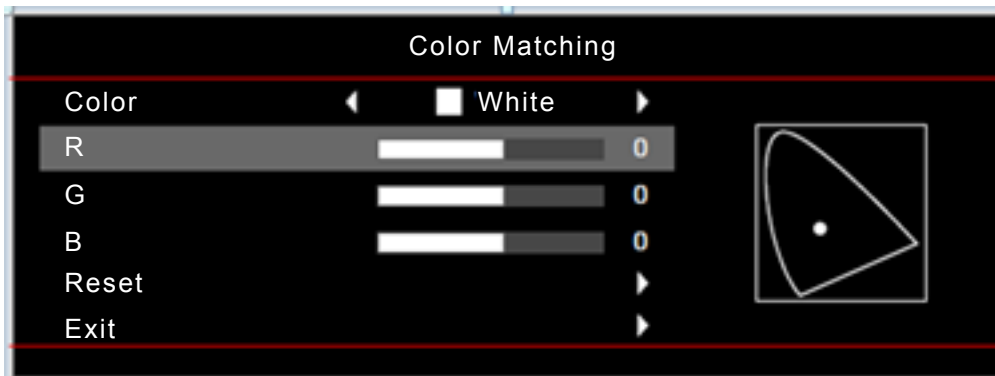 Color Matching
Color White
R 0
G 0
B 0
Reset
Exit